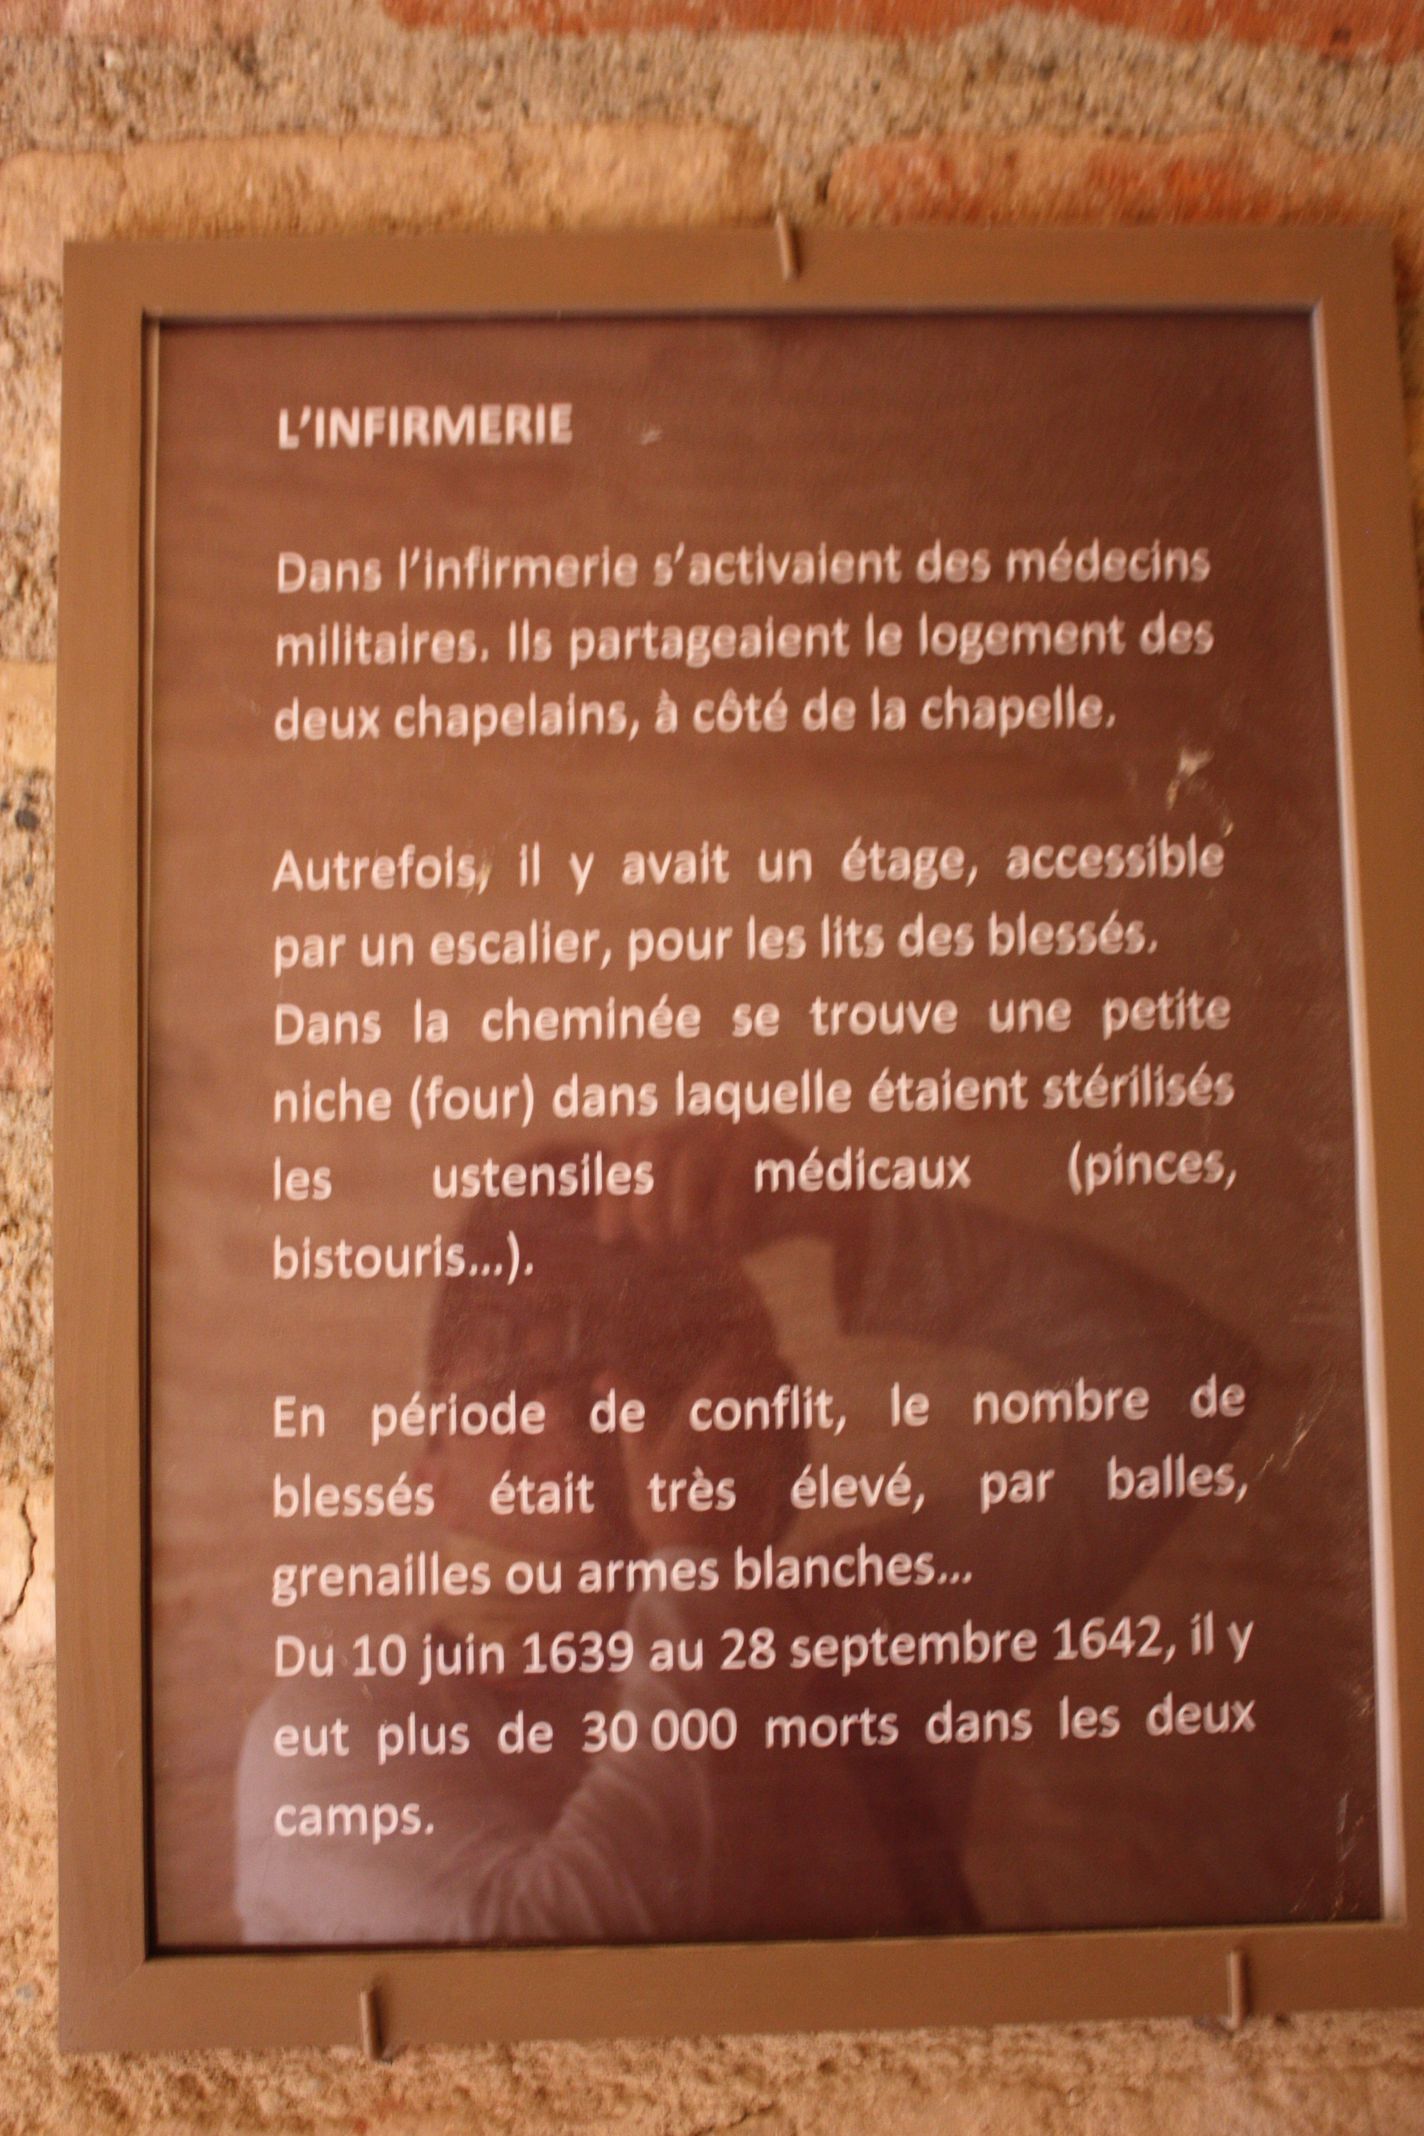 L'INFIRMERIE
Dans l'infirmerie s'activaient des médecins
militaires. Ils partageaient le logement des
deux chapelains, à côté de la chapelle.
Autrefois, il y avait un étage, accessible
par un escalier, pour les lits des blessés.
Dans la cheminée se trouve une petite
niche (four) dans laquelle étaient stérilisés
les ustensiles médicaux (pinces,
bistouris...).
En période de conflit, le nombre de
blessés était très élevé, par balles,
grenailles ou armes blanches...
Du 10 juin 1639 au 28 septembre 1642, il y
eut plus de 30 000 morts dans les deux
camps.